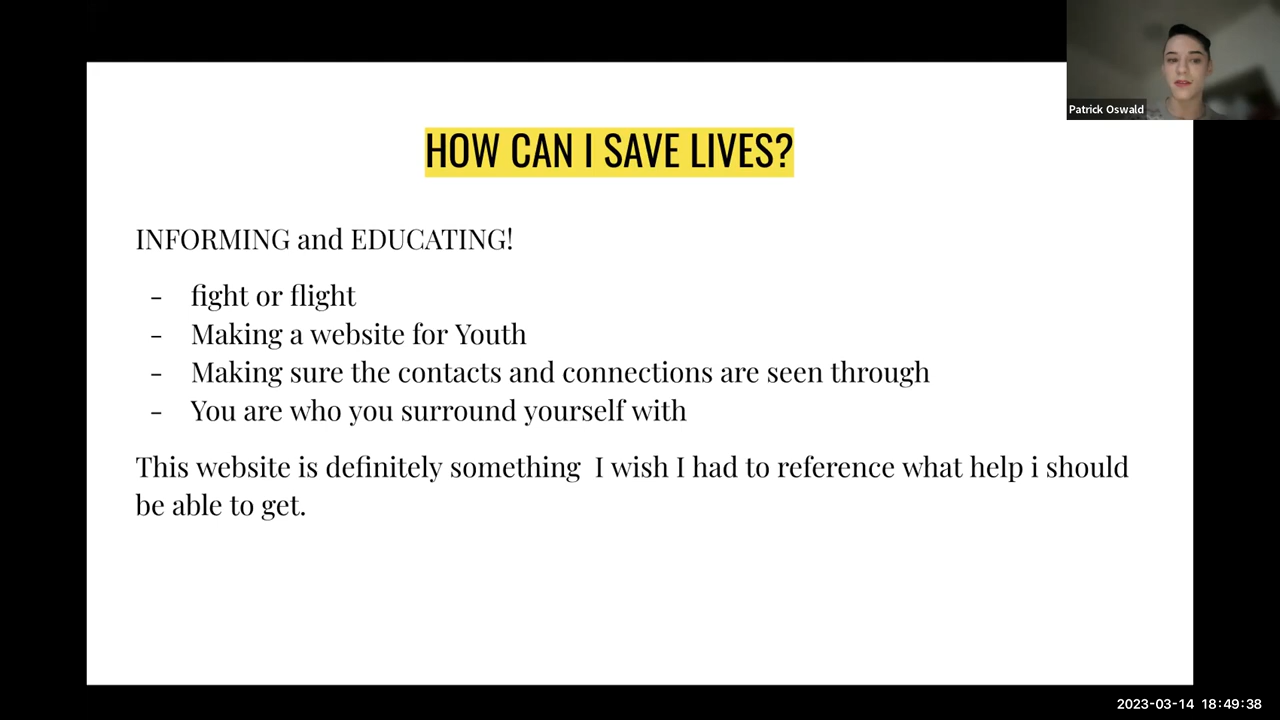 Patrick Oswald
HOW CAN I SAVE LIVES?
INFORMING and EDUCATING!
- fight or flight
- Making a website for Youth
- Making sure the contacts and connections are seen through
- You are who you surround yourself with
This website is definitely something  I wish I had to reference what help i should
be able to get.
2023-03-14 18:49:38